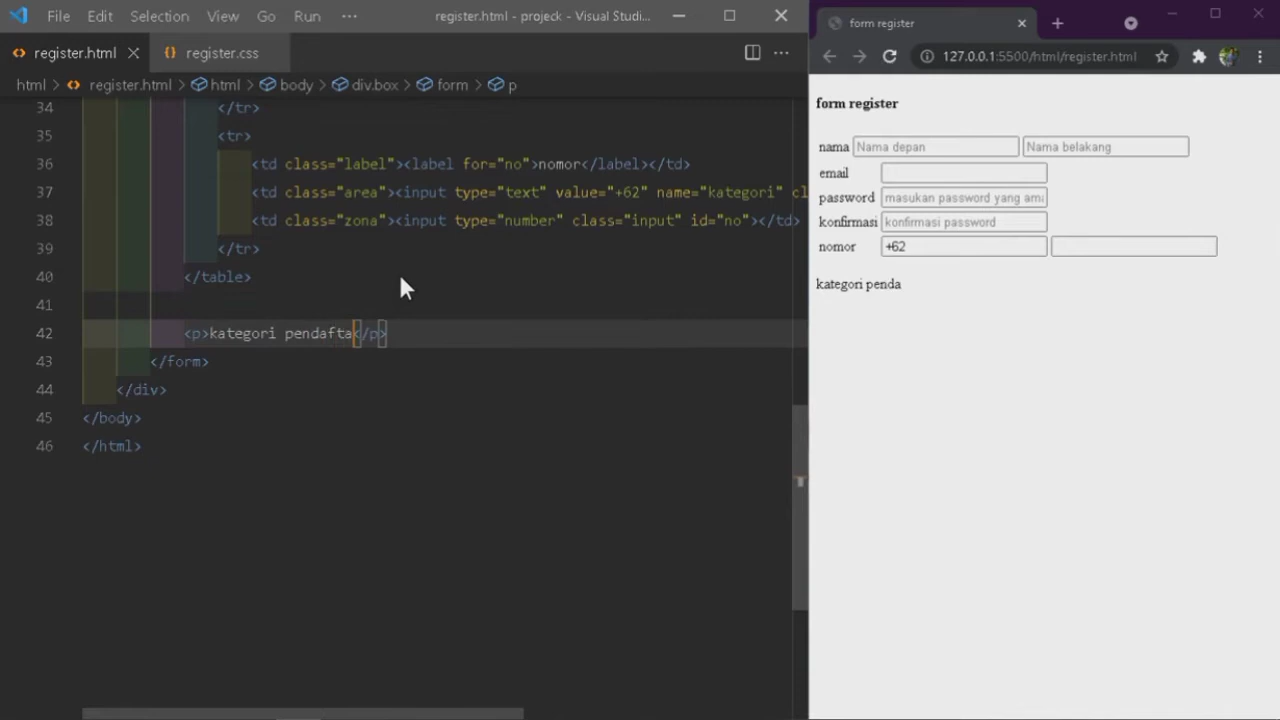 File Edit Selection View Go Run ··· register.html - projeck - Visual Studi...
register.html register.css
html > register.html > html > body > div.box > form > p
34 </tr>
35 <tr>
36 <td class="label"><label for="no">nomor</label></td>
37 <td class="area"><input type="text" value="+62" name="kategori" cl
38 <td class="zona"><input type="number" class="input" id="no"></td>
39 </tr>
40 </table>
41
42 <p>kategori pendafta</p>
43 </form>
44 </div>
45 </body>
46 </html>
form register
127.0.0.1:5500/html/register.html
form register
nama Nama depan Nama belakang
email
password masukan password yang ama
konfirmasi konfirmasi password
nomor +62
kategori penda